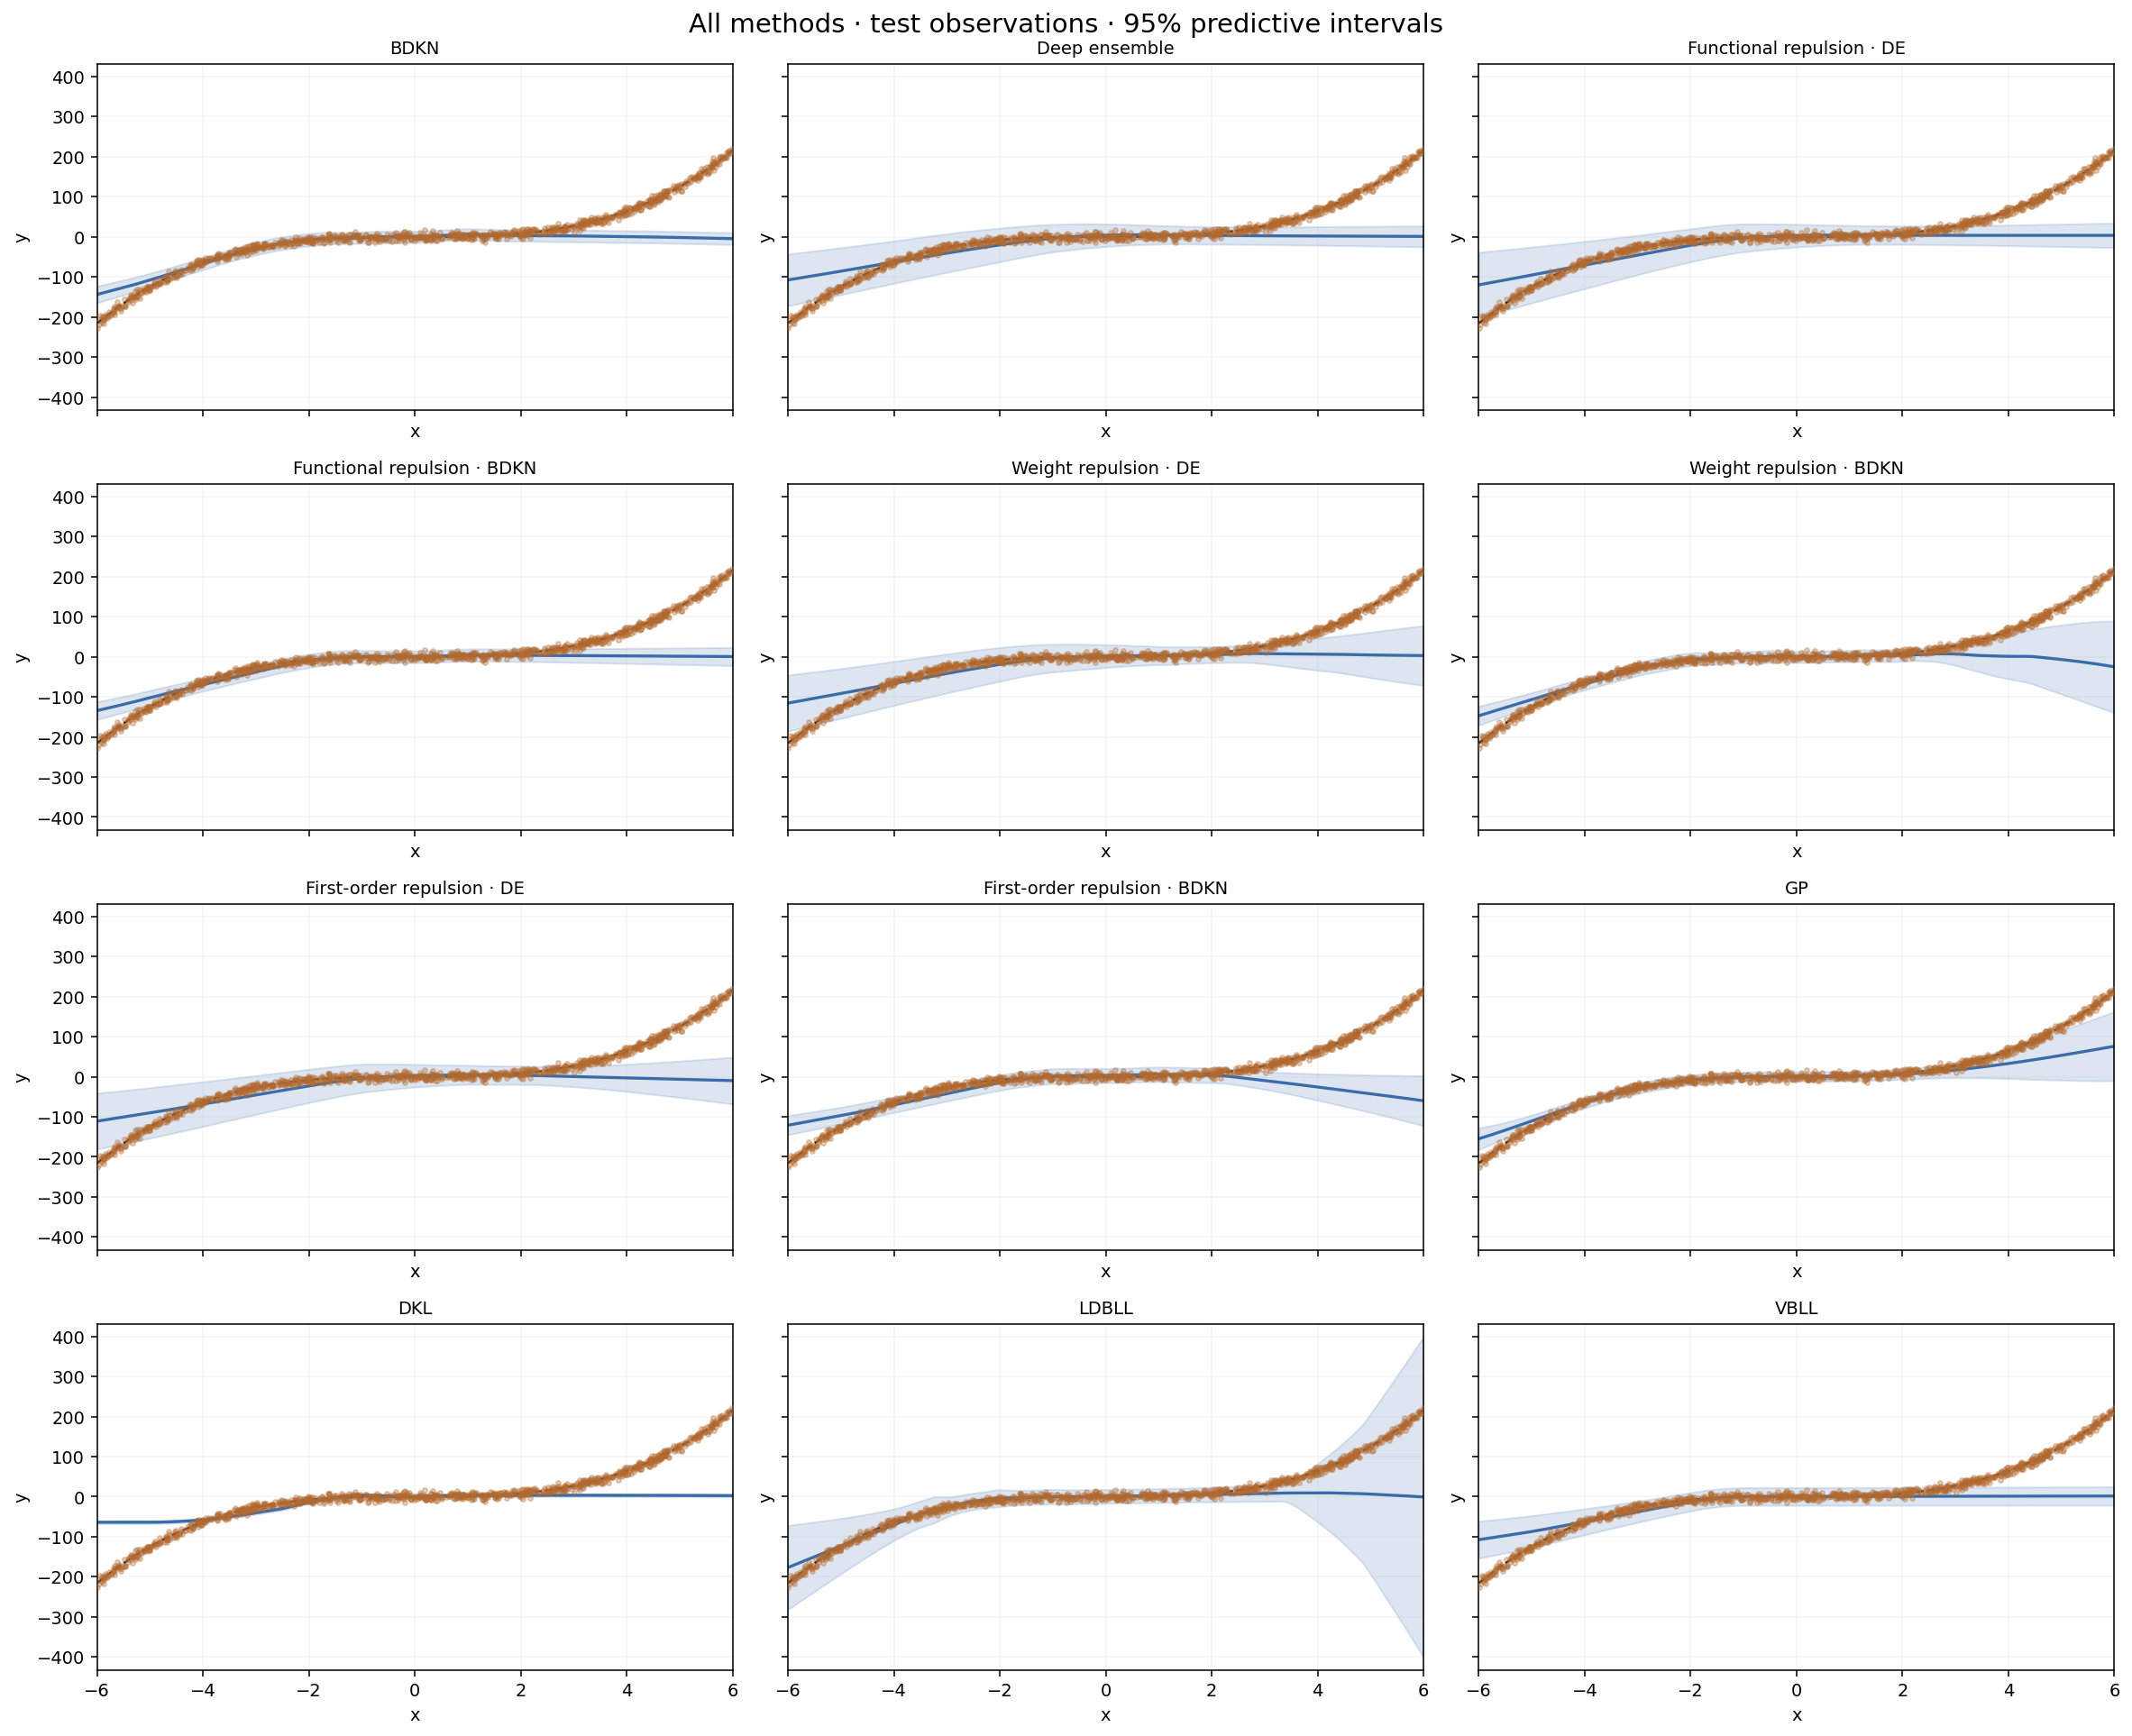 All methods · test observations · 95% predictive intervals
BDKN
Deep ensemble
Functional repulsion · DE
400
300
200
100
0
−100
−200
−300
−400
y
y
y
x
x
x
Functional repulsion · BDKN
Weight repulsion · DE
Weight repulsion · BDKN
400
300
200
100
0
−100
−200
−300
−400
y
y
y
x
x
x
First-order repulsion · DE
First-order repulsion · BDKN
GP
400
300
200
100
0
−100
−200
−300
−400
y
y
y
x
x
x
DKL
LDBLL
VBLL
400
300
200
100
0
−100
−200
−300
−400
y
y
y
−6 −4 −2 0 2 4 6
−6 −4 −2 0 2 4 6
−6 −4 −2 0 2 4 6
x
x
x